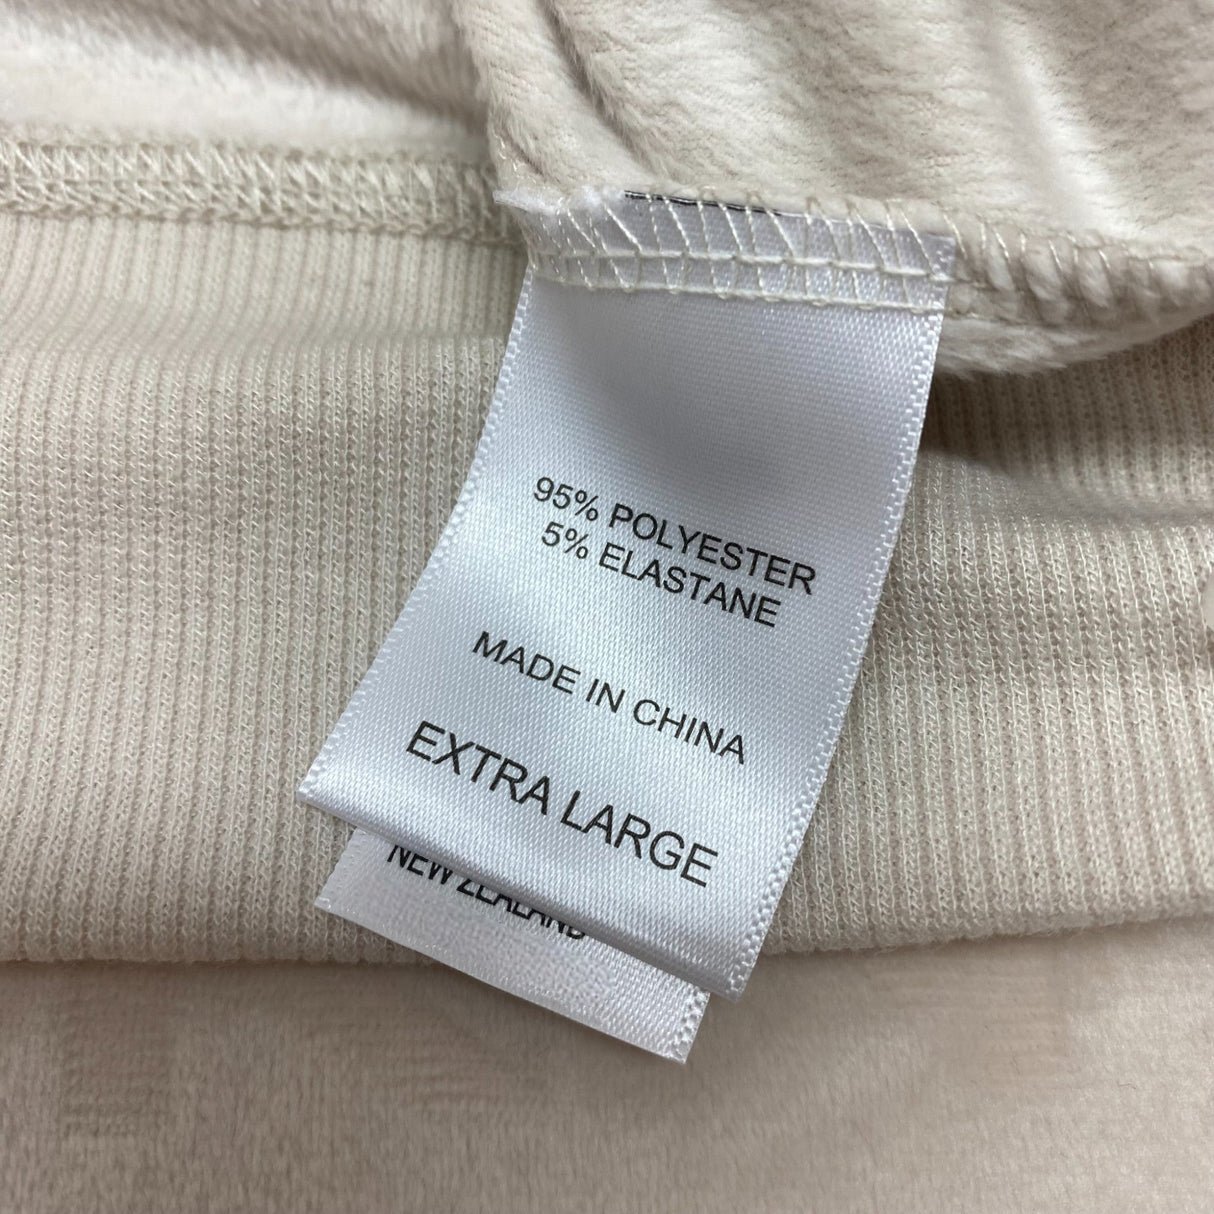 95% POLYESTER
5% ELASTANE
MADE IN CHINA
EXTRA LARGE
NEW ZEALAND